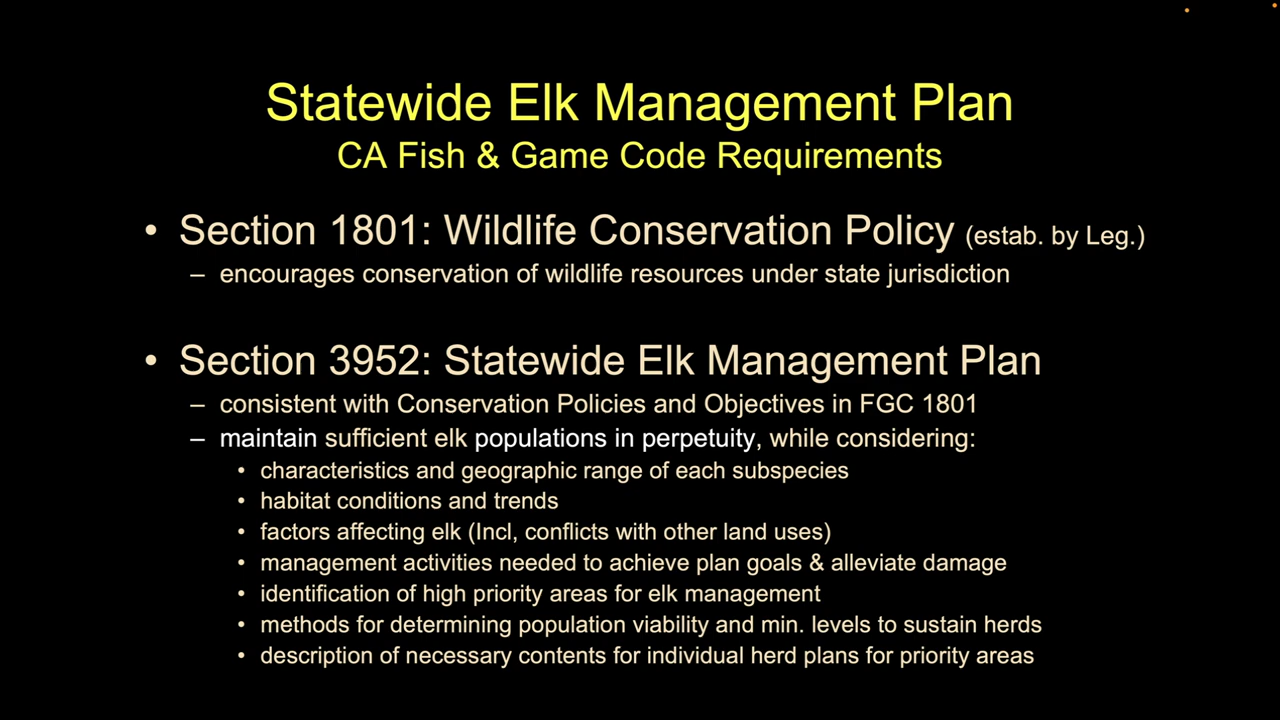 Statewide Elk Management Plan
CA Fish & Game Code Requirements
• Section 1801: Wildlife Conservation Policy (estab. by Leg.)
– encourages conservation of wildlife resources under state jurisdiction
• Section 3952: Statewide Elk Management Plan
– consistent with Conservation Policies and Objectives in FGC 1801
– maintain sufficient elk populations in perpetuity, while considering:
• characteristics and geographic range of each subspecies
• habitat conditions and trends
• factors affecting elk (Incl, conflicts with other land uses)
• management activities needed to achieve plan goals & alleviate damage
• identification of high priority areas for elk management
• methods for determining population viability and min. levels to sustain herds
• description of necessary contents for individual herd plans for priority areas